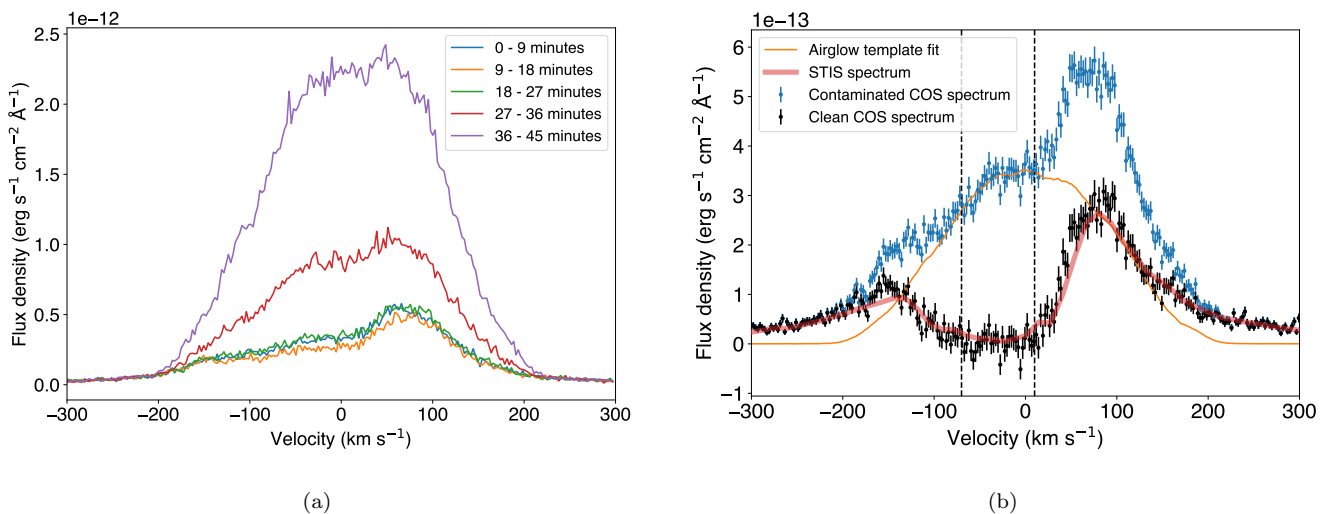 1e−12
2.5
2.0
1.5
1.0
0.5
0.0
Flux density (erg s−1 cm−2 Å−1)
0 - 9 minutes
9 - 18 minutes
18 - 27 minutes
27 - 36 minutes
36 - 45 minutes
−300 −200 −100 0 100 200 300
Velocity (km s−1)
(a)
1e−13
6
5
4
3
2
1
0
−1
Flux density (erg s−1 cm−2 Å−1)
Airglow template fit
STIS spectrum
Contaminated COS spectrum
Clean COS spectrum
−300 −200 −100 0 100 200 300
Velocity (km s−1)
(b)